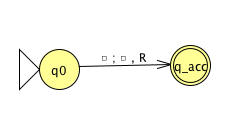 □ ; □ , R
q0
q_acc